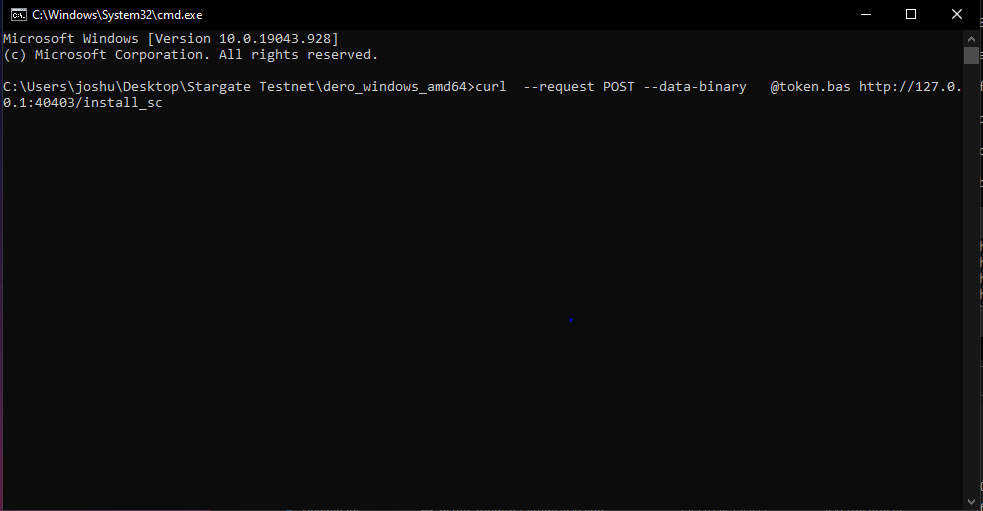 C:\Windows\System32\cmd.exe
Microsoft Windows [Version 10.0.19043.928]
(c) Microsoft Corporation. All rights reserved.
C:\Users\joshu\Desktop\Stargate Testnet\dero_windows_amd64>curl  --request POST --data-binary   @token.bas http://127.0.
0.1:40403/install_sc